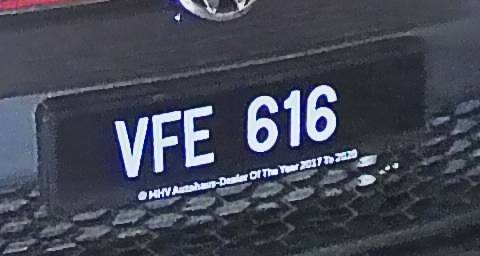 VFE 616
@ MHV Autohaus-Dealer Of The Year 2017 To 2020